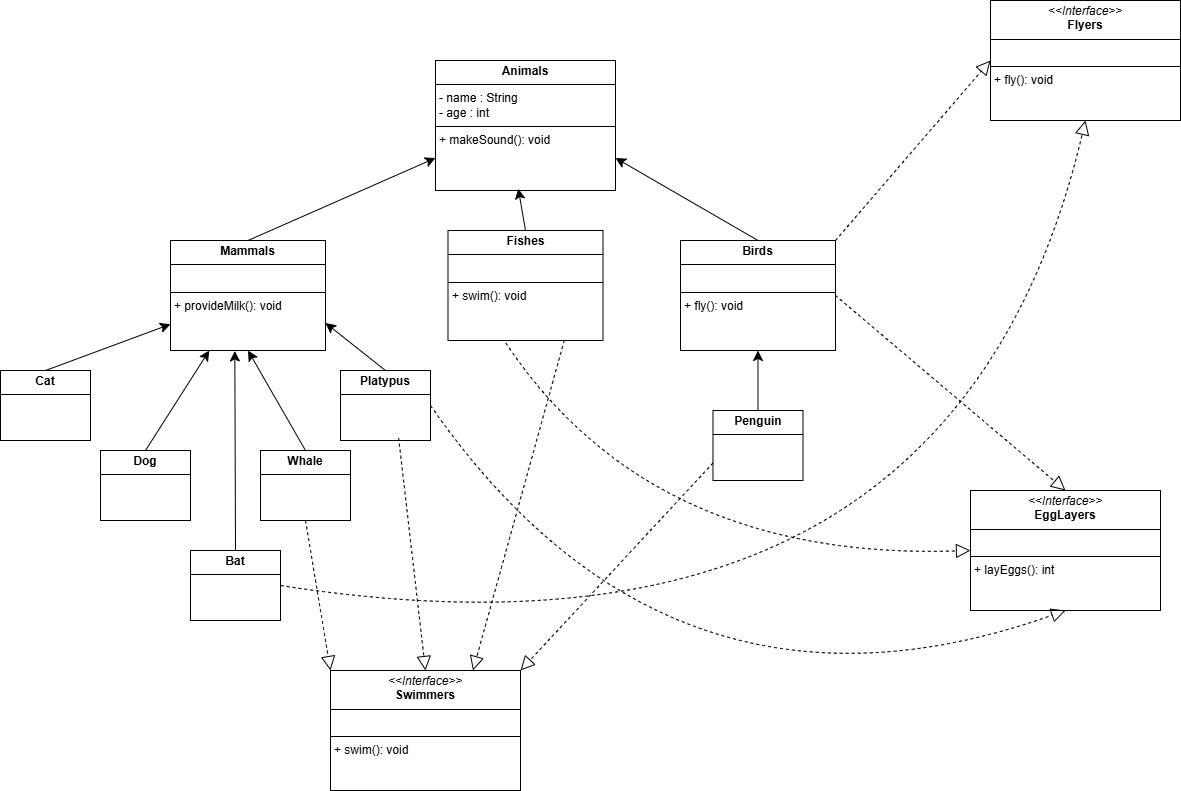 <<Interface>>
Flyers
+ fly(): void
Animals
- name : String
- age : int
+ makeSound(): void
Mammals
+ provideMilk(): void
Fishes
+ swim(): void
Birds
+ fly(): void
Cat
Platypus
Penguin
Dog
Whale
<<Interface>>
EggLayers
+ layEggs(): int
Bat
<<Interface>>
Swimmers
+ swim(): void